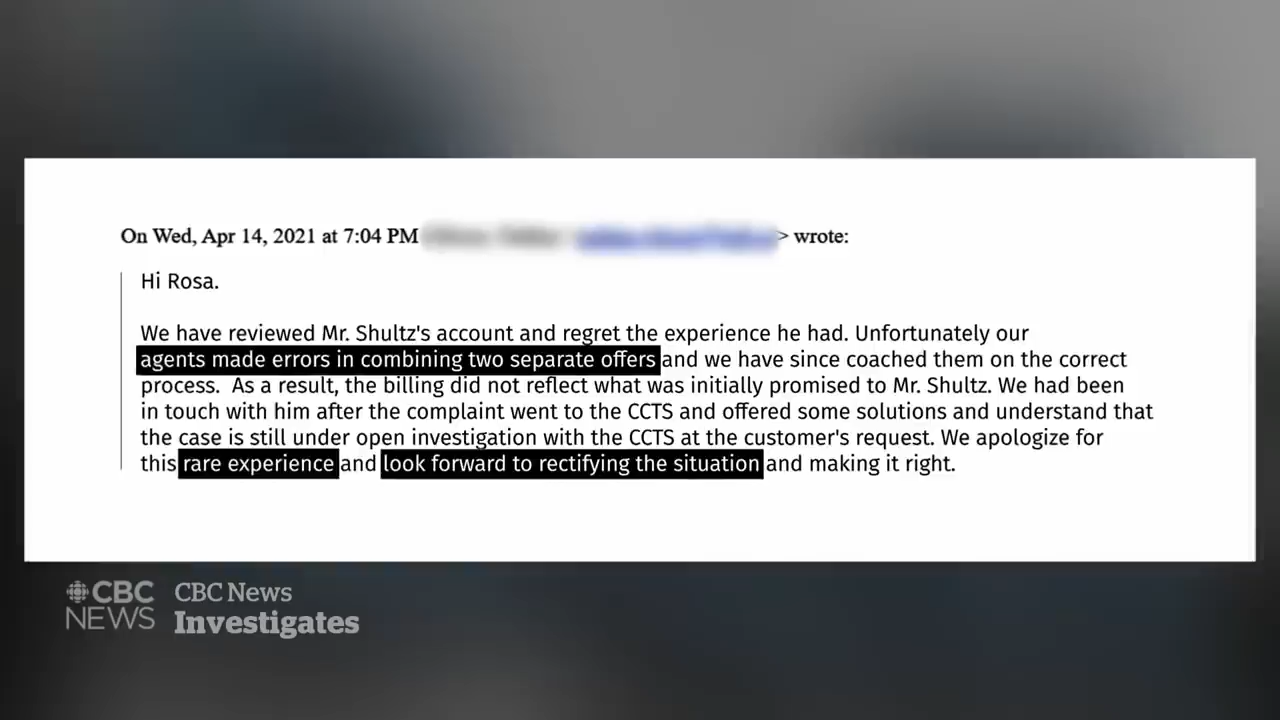 On Wed, Apr 14, 2021 at 7:04 PM > wrote:
Hi Rosa.
We have reviewed Mr. Shultz's account and regret the experience he had. Unfortunately our
agents made errors in combining two separate offers and we have since coached them on the correct
process.  As a result, the billing did not reflect what was initially promised to Mr. Shultz. We had been
in touch with him after the complaint went to the CCTS and offered some solutions and understand that
the case is still under open investigation with the CCTS at the customer's request. We apologize for
this rare experience and look forward to rectifying the situation and making it right.
CBC NEWS
CBC News
Investigates